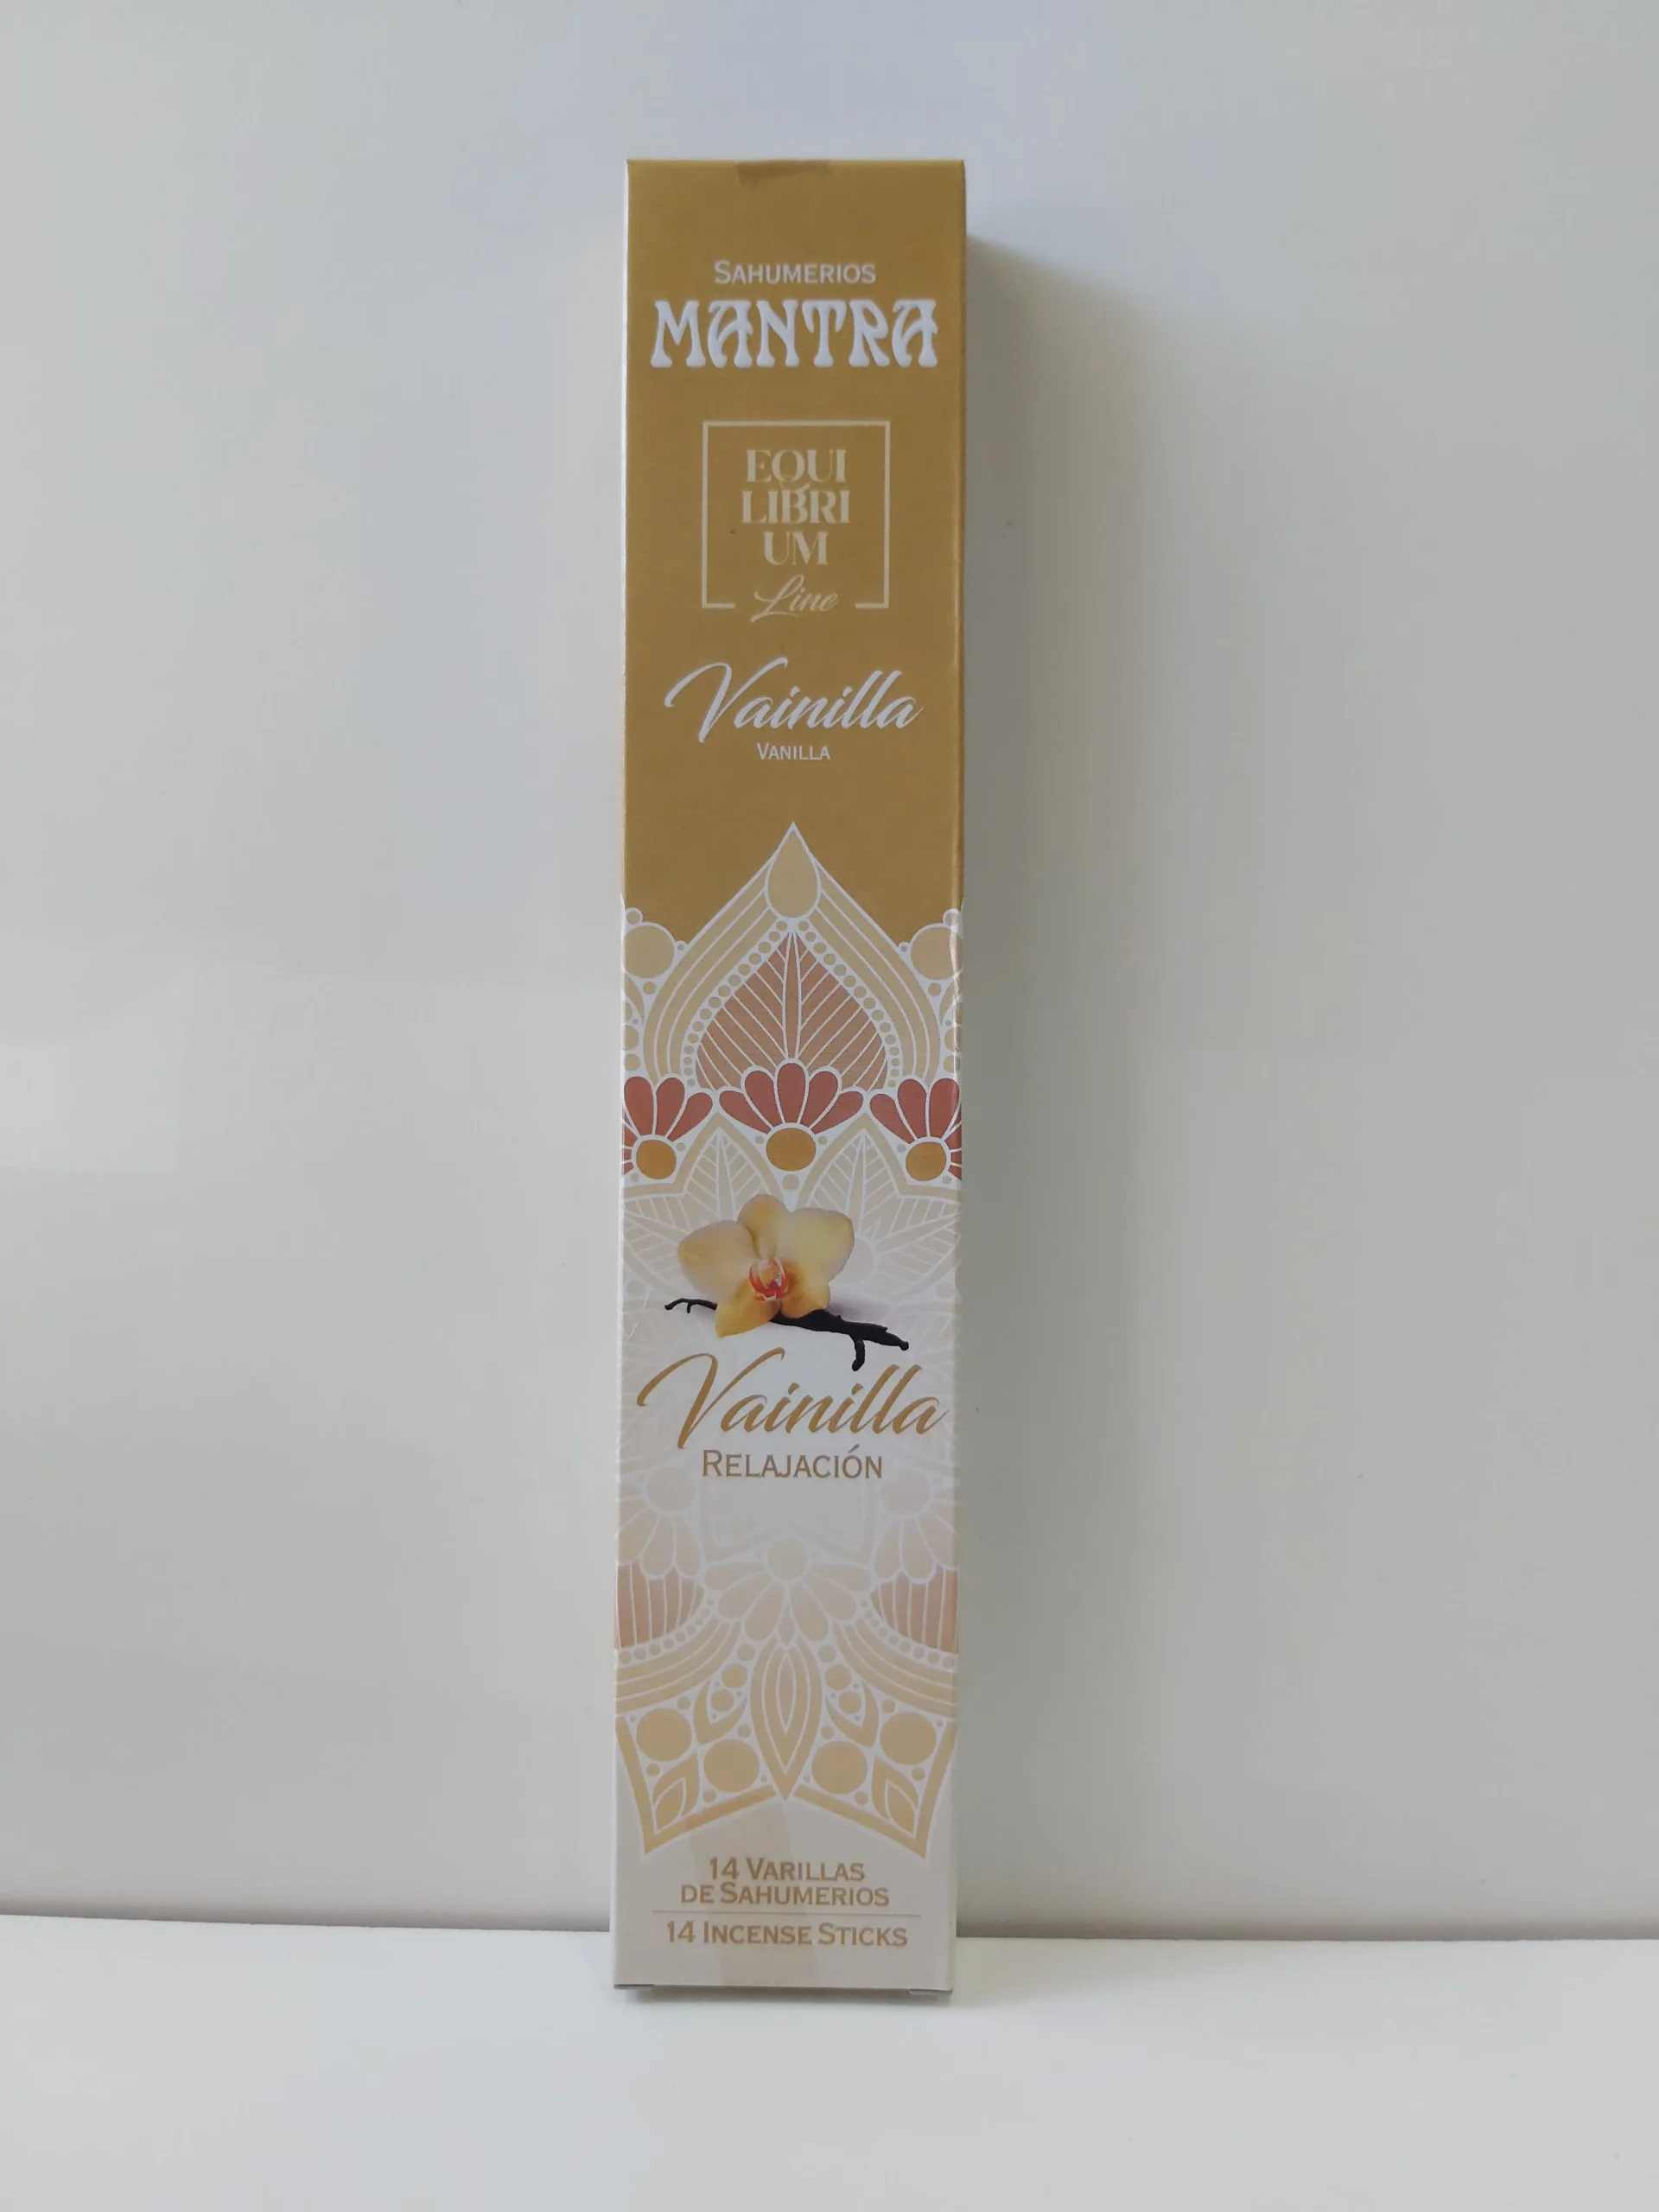 SAHUMERIOS
MANTRA
EQUI
LIBRI
UM
Line
Vainilla
VANILLA
Vainilla
RELAJACIÓN
14 VARILLAS
DE SAHUMERIOS
14 INCENSE STICKS